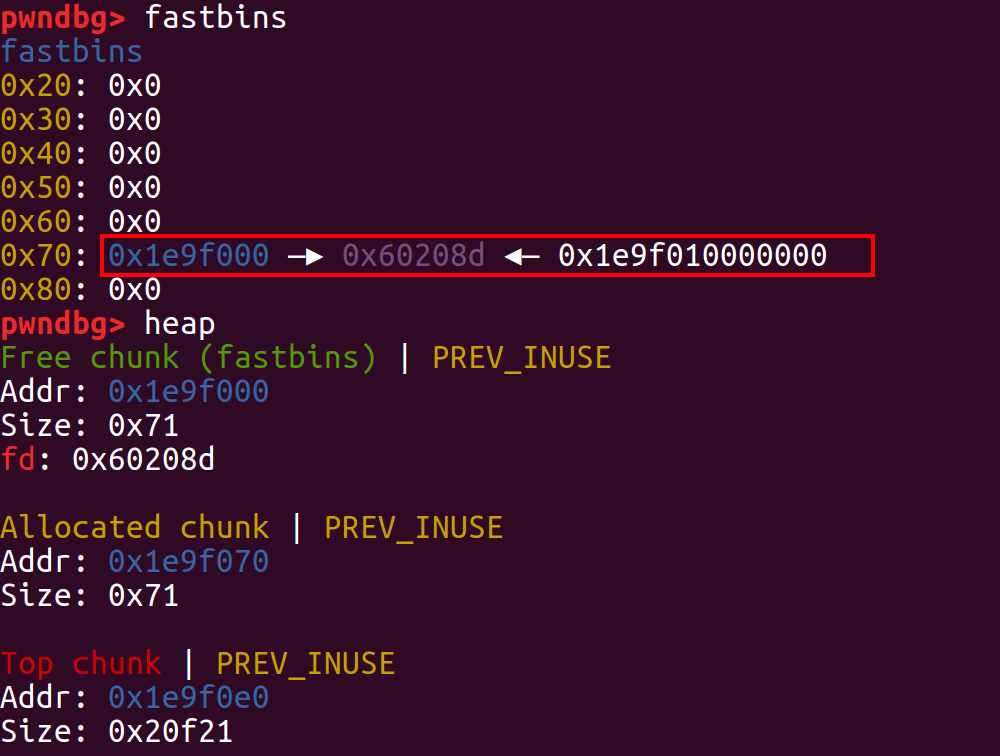 pwndbg> fastbins
fastbins
0x20: 0x0
0x30: 0x0
0x40: 0x0
0x50: 0x0
0x60: 0x0
0x70: 0x1e9f000 —▸ 0x60208d ◂— 0x1e9f010000000
0x80: 0x0
pwndbg> heap
Free chunk (fastbins) | PREV_INUSE
Addr: 0x1e9f000
Size: 0x71
fd: 0x60208d

Allocated chunk | PREV_INUSE
Addr: 0x1e9f070
Size: 0x71

Top chunk | PREV_INUSE
Addr: 0x1e9f0e0
Size: 0x20f21